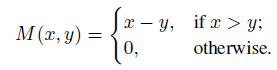 M(x, y) = { x − y, if x > y;
0, otherwise.